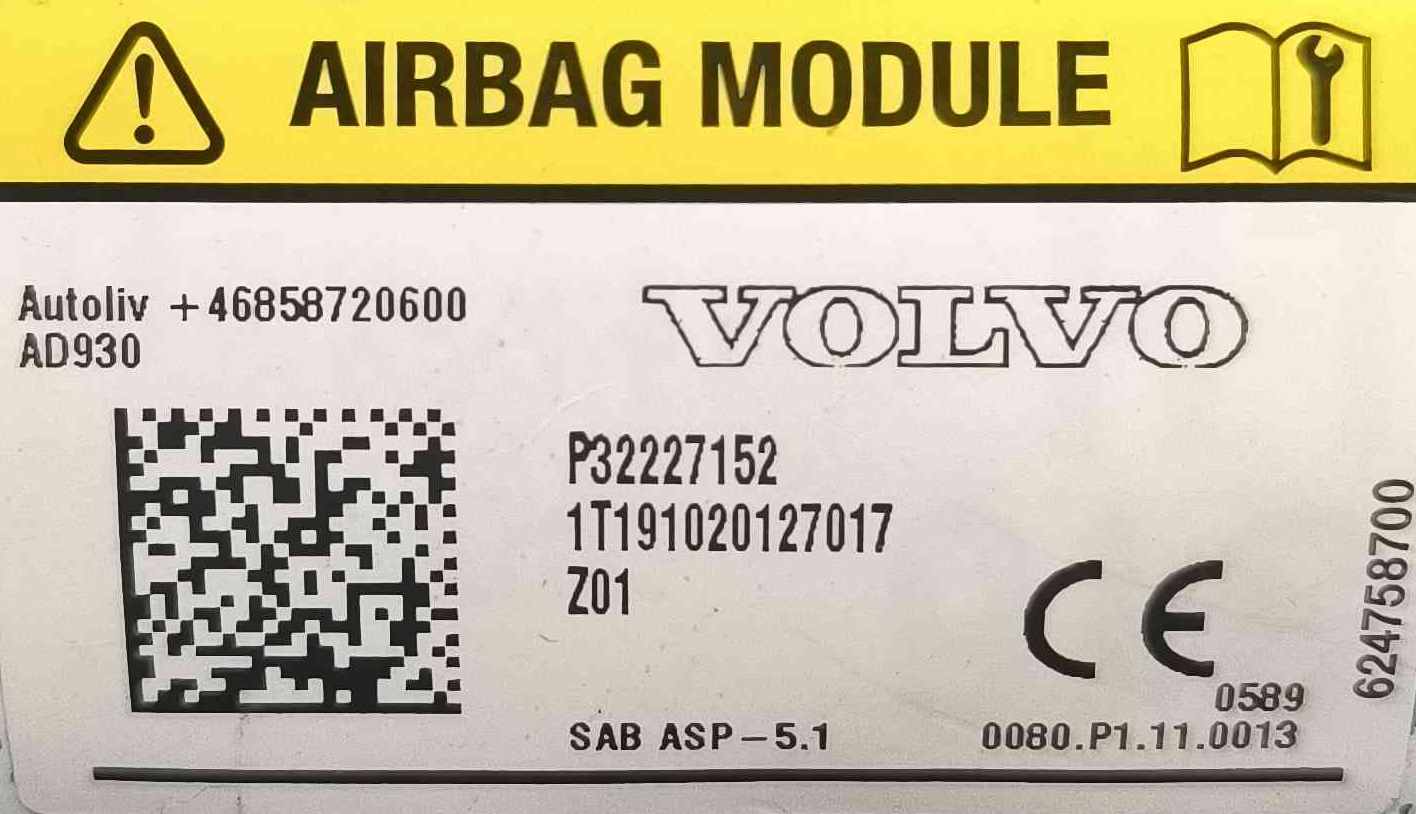 AIRBAG MODULE
Autoliv +46858720600
AD930
VOLVO
P32227152
1T191020127017
Z01
CE
0589
SAB ASP-5.1
0080.P1.11.0013
624758700